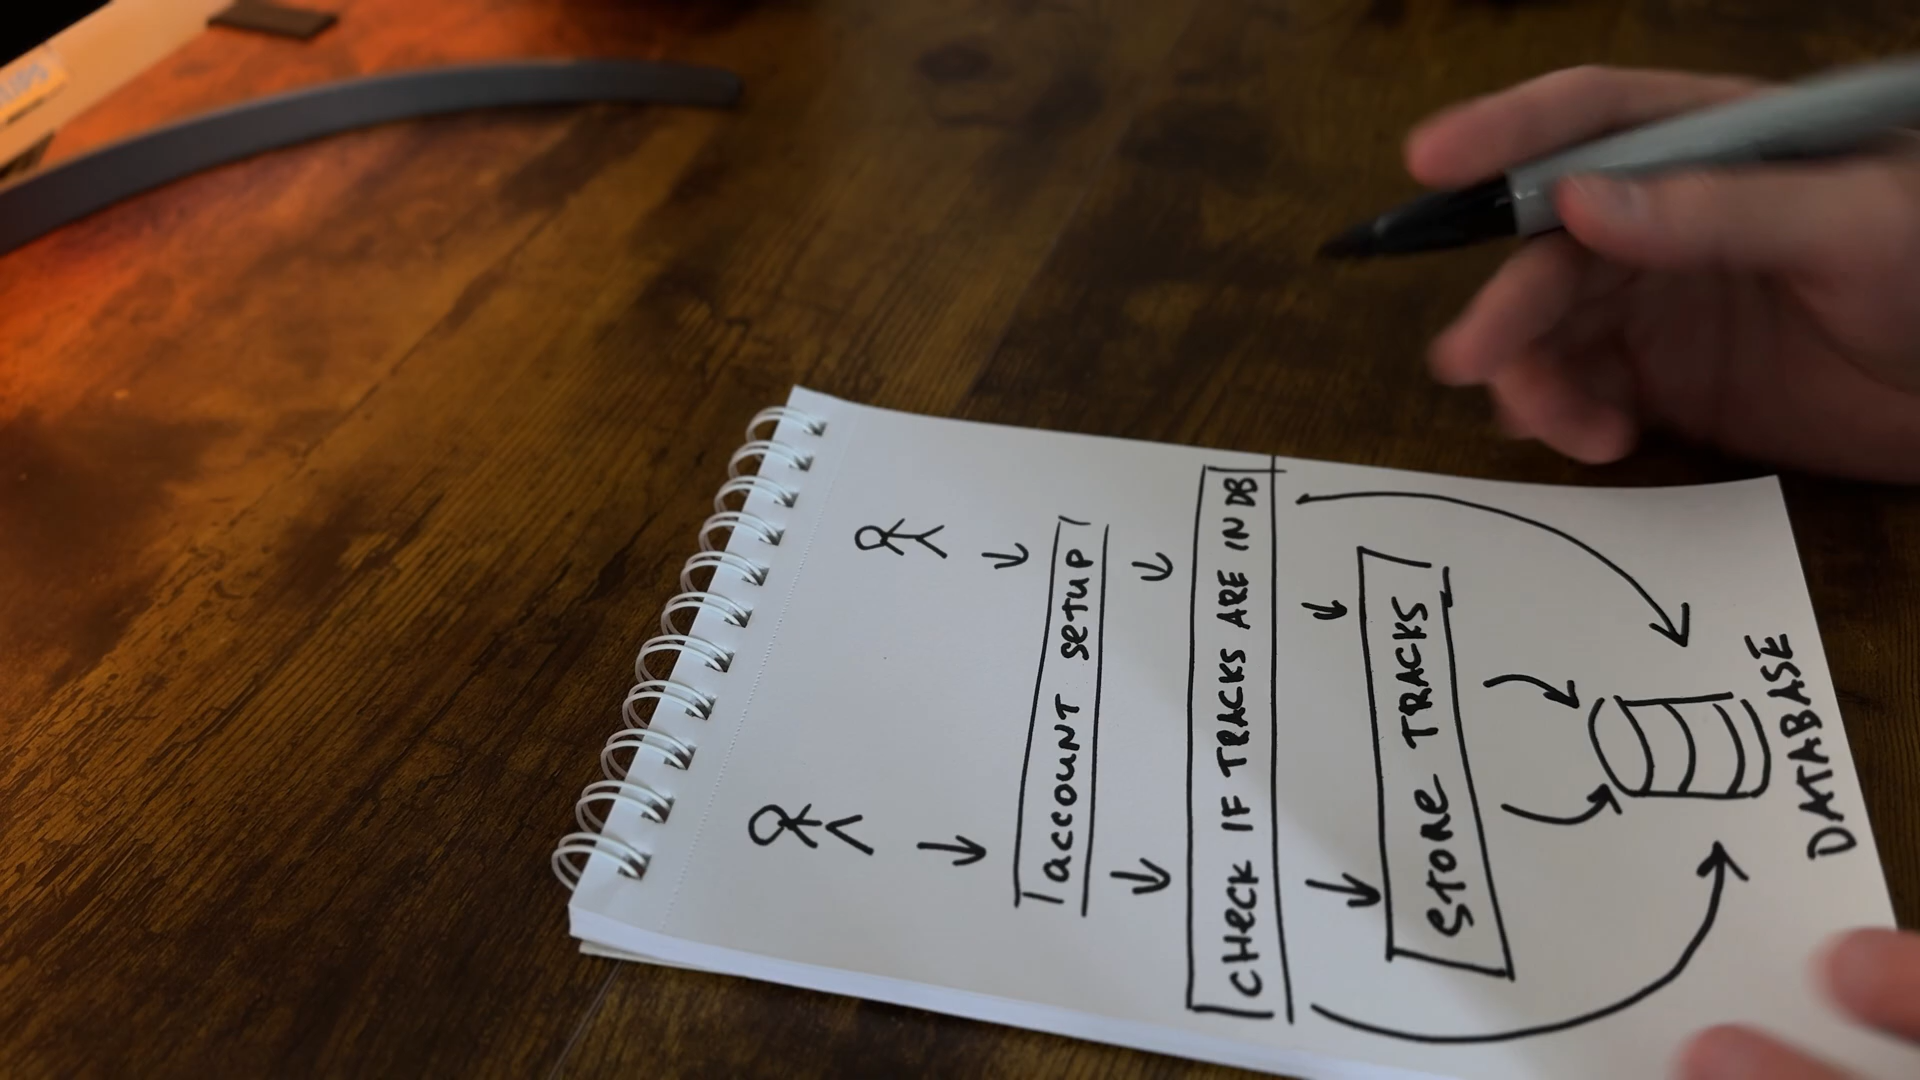 account setup
CHECK IF TRACKS ARE IN DB
STORE TRACKS
DATABASE